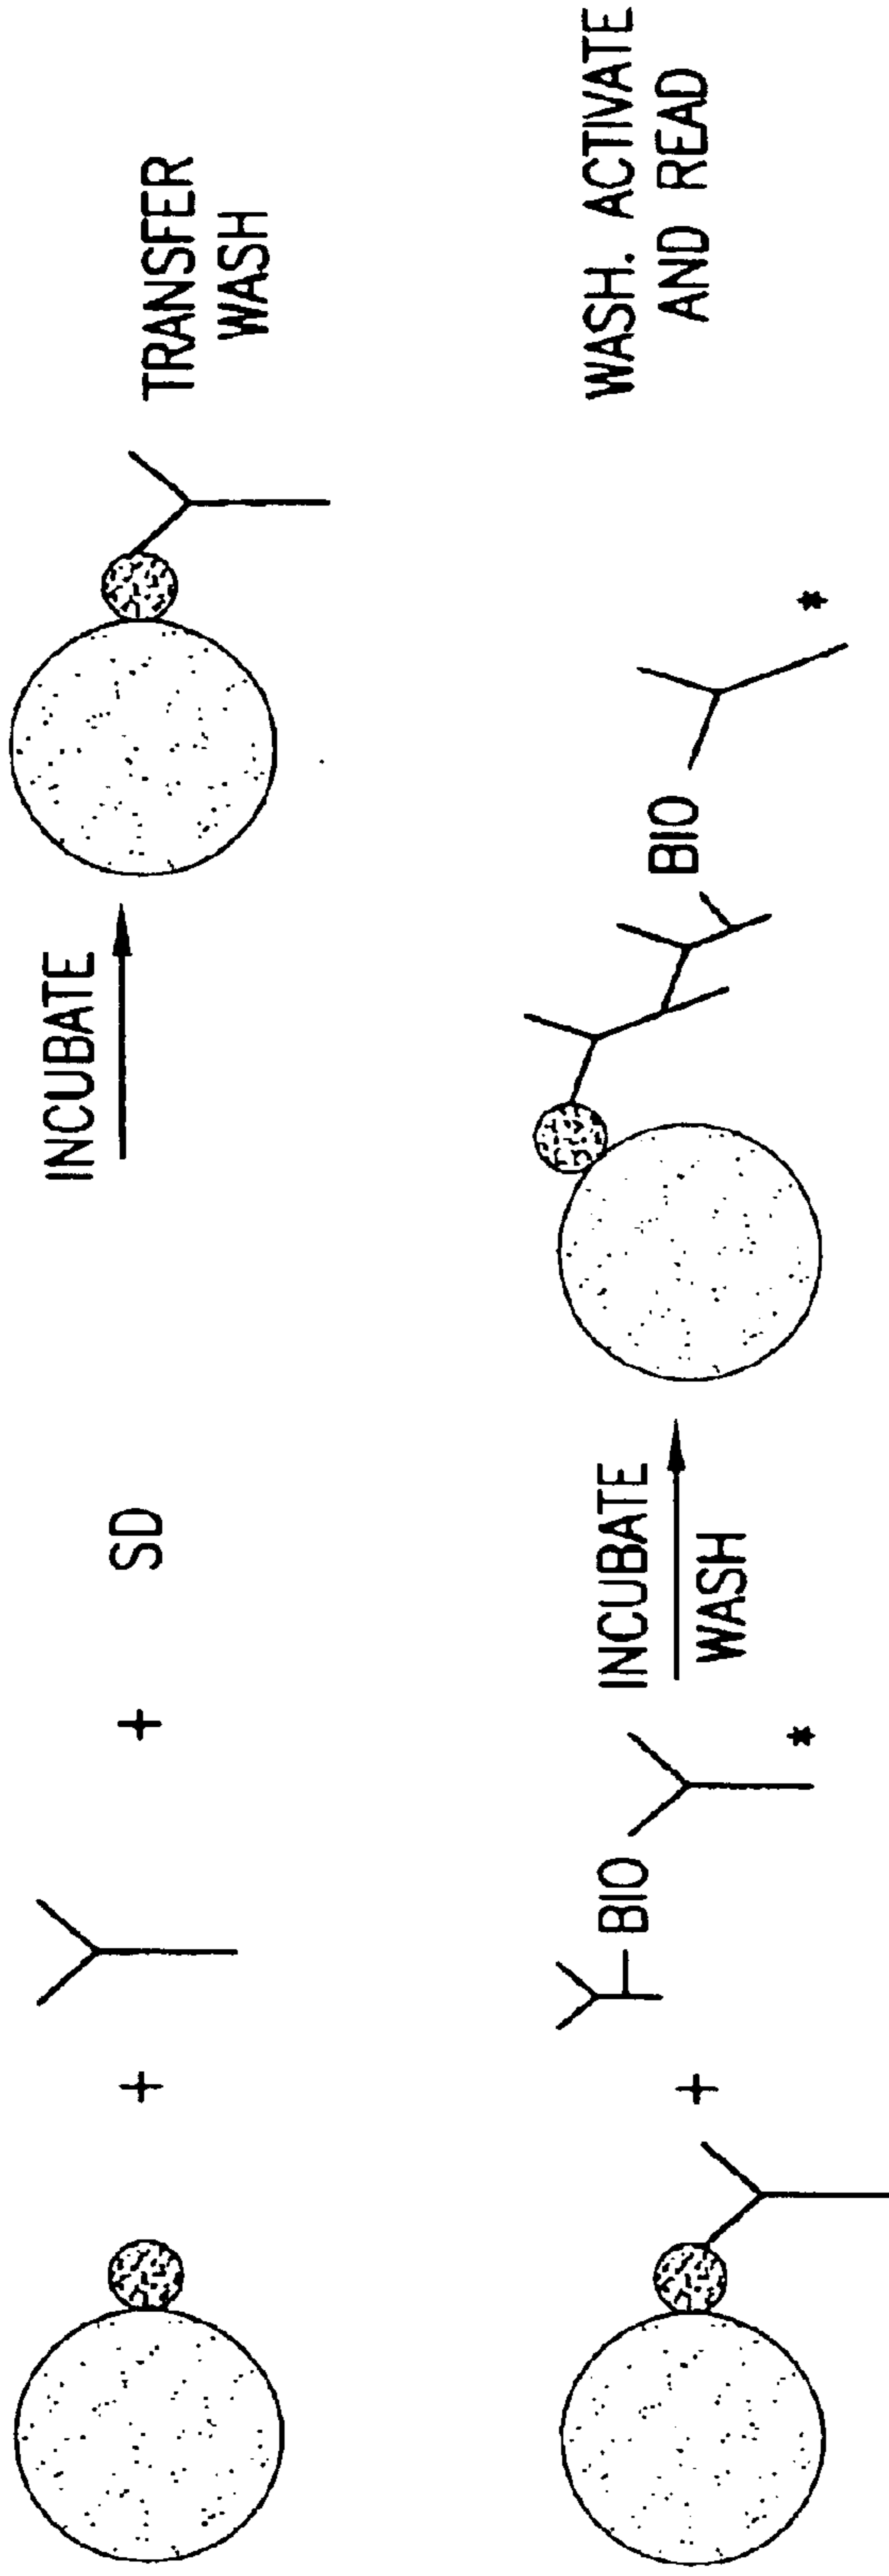 + + SD
INCUBATE
TRANSFER
WASH
+ BIO *
INCUBATE
WASH
BIO *
WASH. ACTIVATE
AND READ